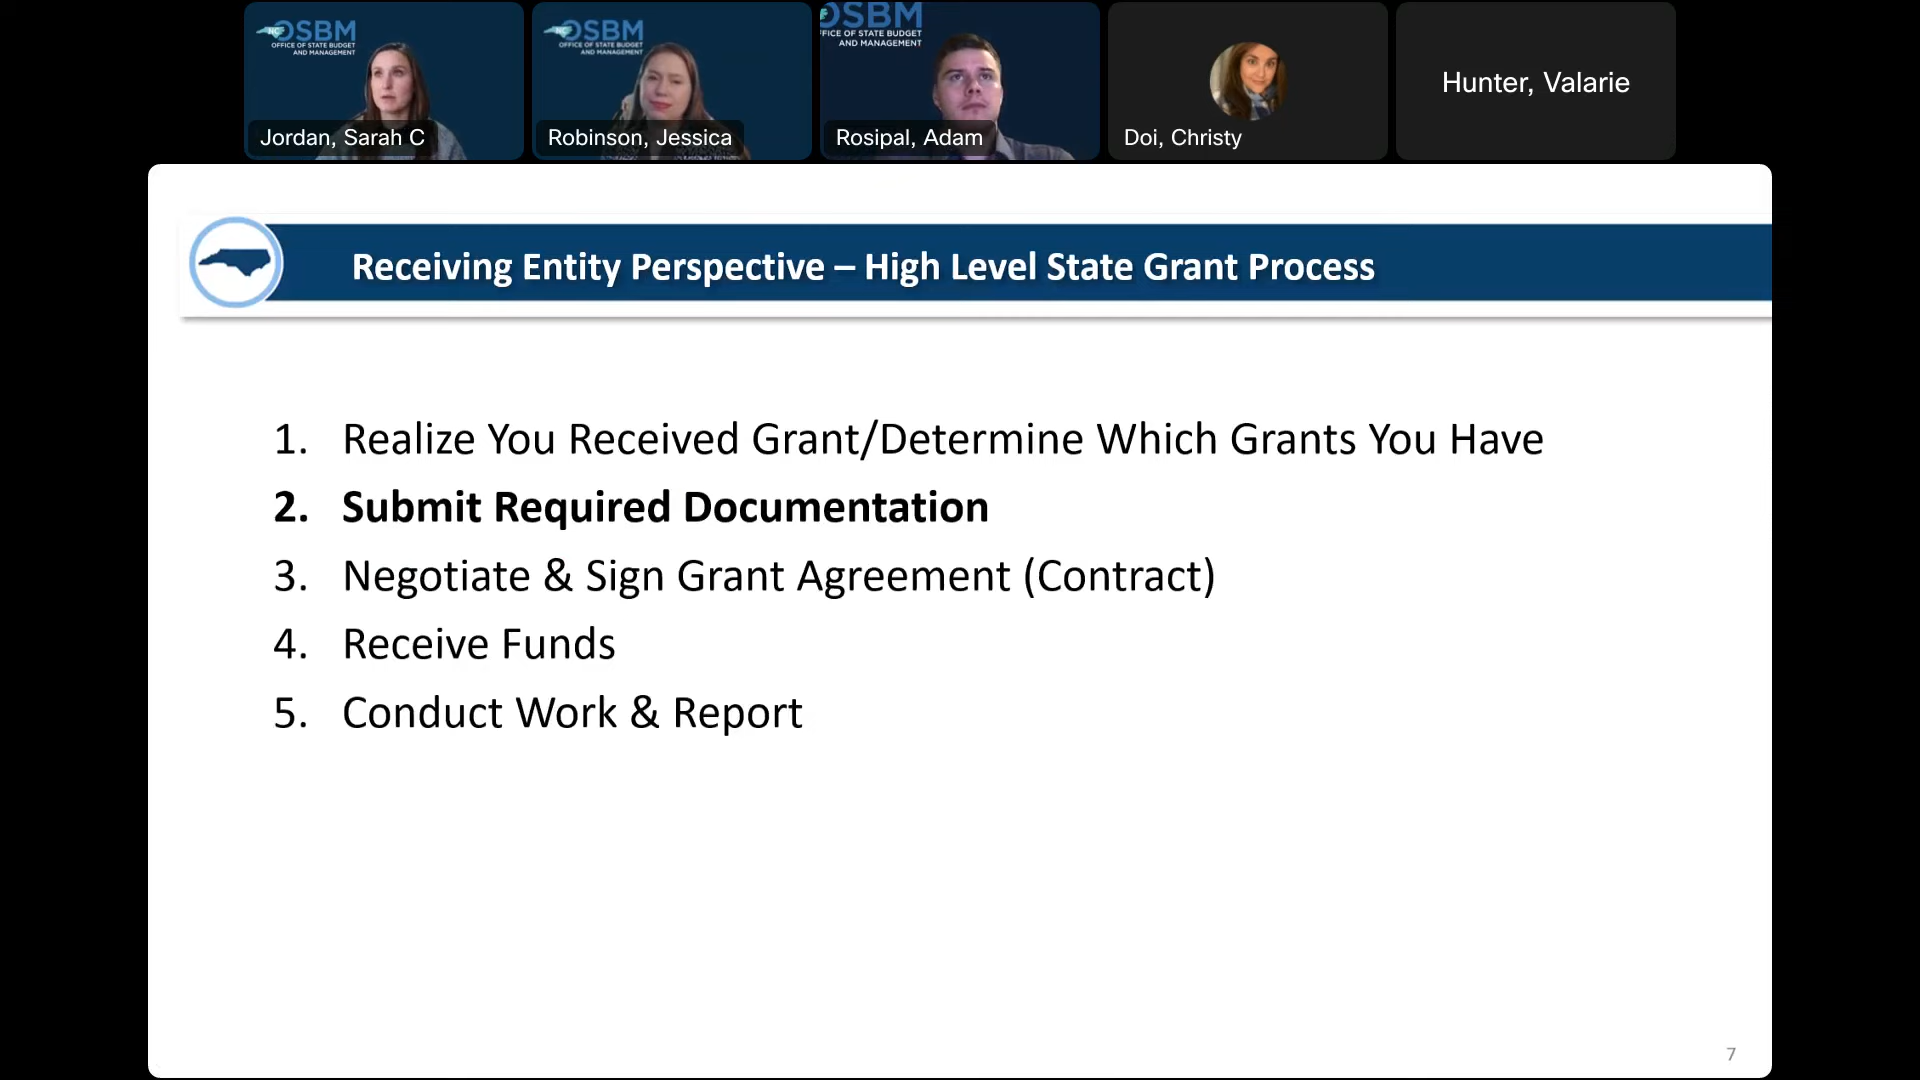 NC OSBM
OFFICE OF STATE BUDGET
AND MANAGEMENT
Jordan, Sarah C
NC OSBM
OFFICE OF STATE BUDGET
AND MANAGEMENT
Robinson, Jessica
OSBM
FFICE OF STATE BUDGET
AND MANAGEMENT
Rosipal, Adam
Doi, Christy
Hunter, Valarie
Receiving Entity Perspective – High Level State Grant Process
1. Realize You Received Grant/Determine Which Grants You Have
2. Submit Required Documentation
3. Negotiate & Sign Grant Agreement (Contract)
4. Receive Funds
5. Conduct Work & Report
7